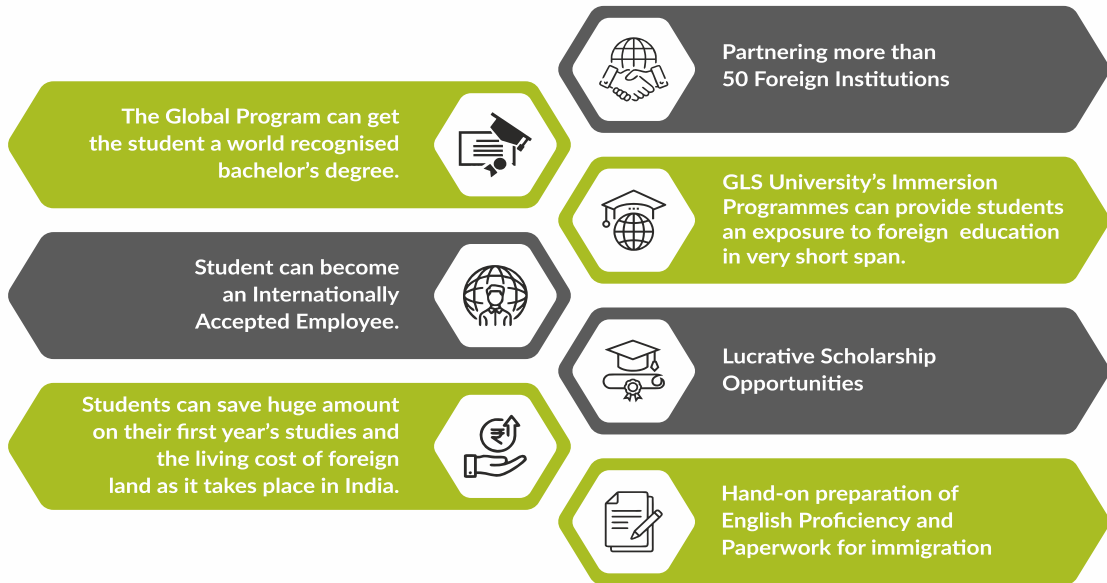 Partnering more than
50 Foreign Institutions
The Global Program can get
the student a world recognised
bachelor’s degree.
GLS University’s Immersion
Programmes can provide students
an exposure to foreign education
in very short span.
Student can become
an Internationally
Accepted Employee.
Lucrative Scholarship
Opportunities
Students can save huge amount
on their first year’s studies and
the living cost of foreign
land as it takes place in India.
Hand-on preparation of
English Proficiency and
Paperwork for immigration